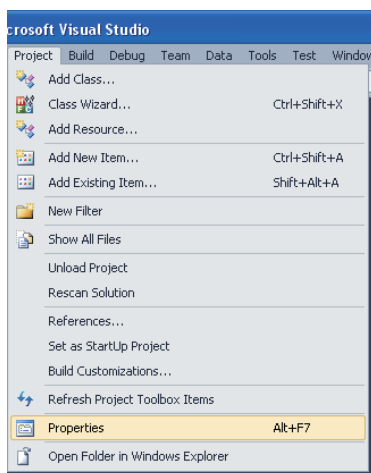 crosoft Visual Studio
Project Build Debug Team Data Tools Test Window
Add Class...
Class Wizard... Ctrl+Shift+X
Add Resource...
Add New Item... Ctrl+Shift+A
Add Existing Item... Shift+Alt+A
New Filter
Show All Files
Unload Project
Rescan Solution
References...
Set as StartUp Project
Build Customizations...
Refresh Project Toolbox Items
Properties Alt+F7
Open Folder in Windows Explorer